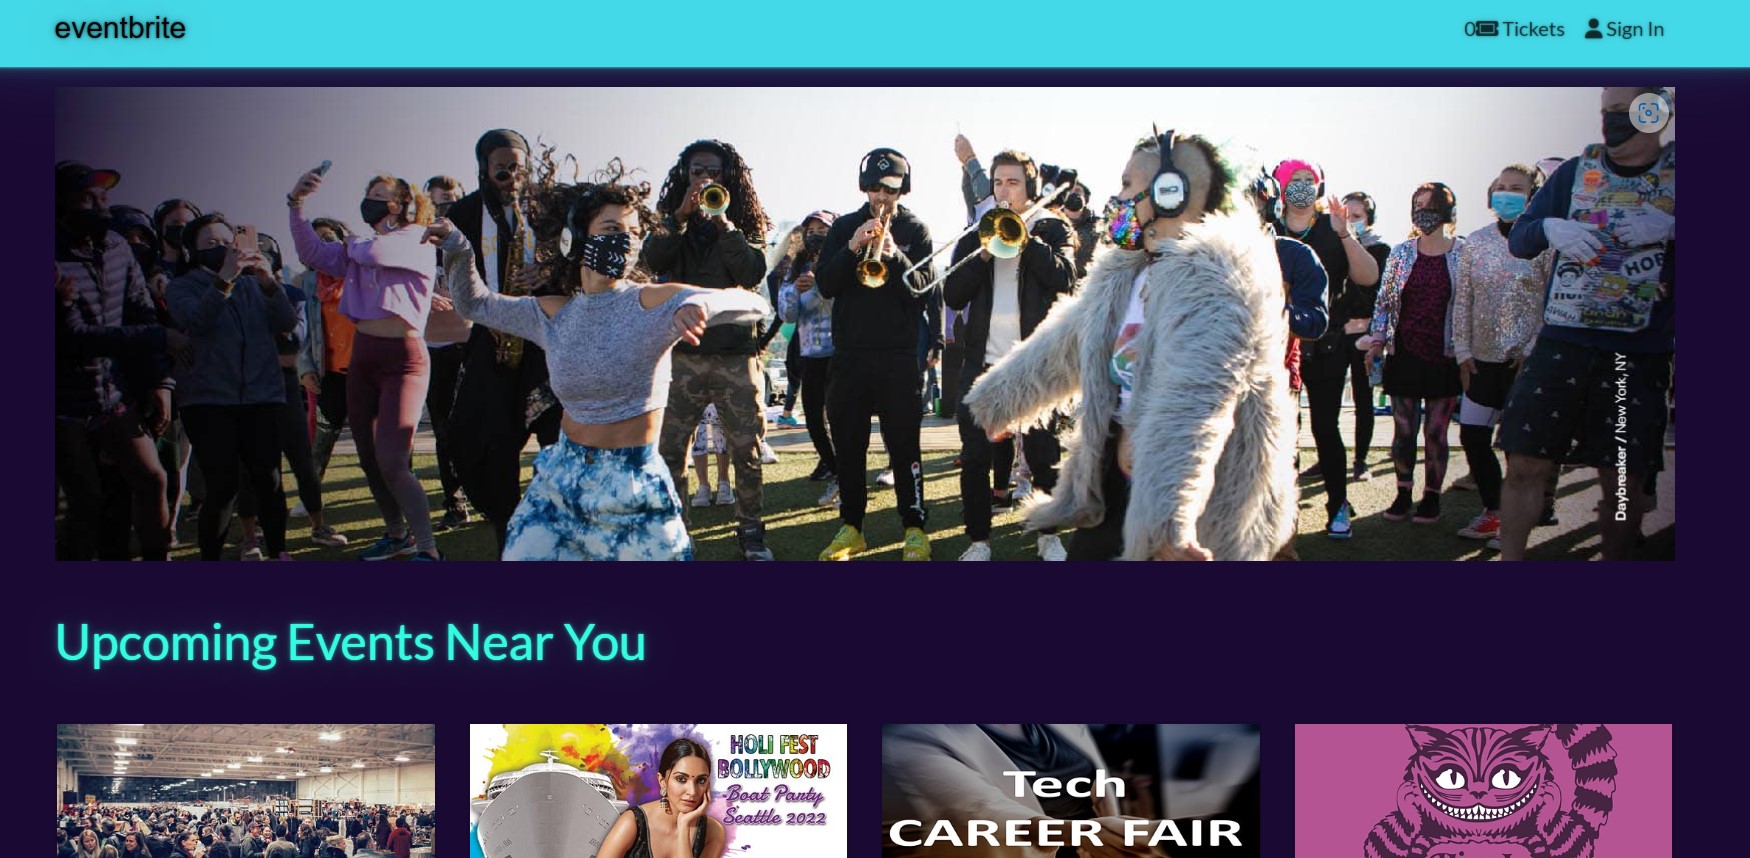 eventbrite
0 Tickets
Sign In
Daybreaker / New York, NY
Upcoming Events Near You
HOLI FEST
BOLLYWOOD
Boat Party
Seattle 2022
Tech
CAREER FAIR